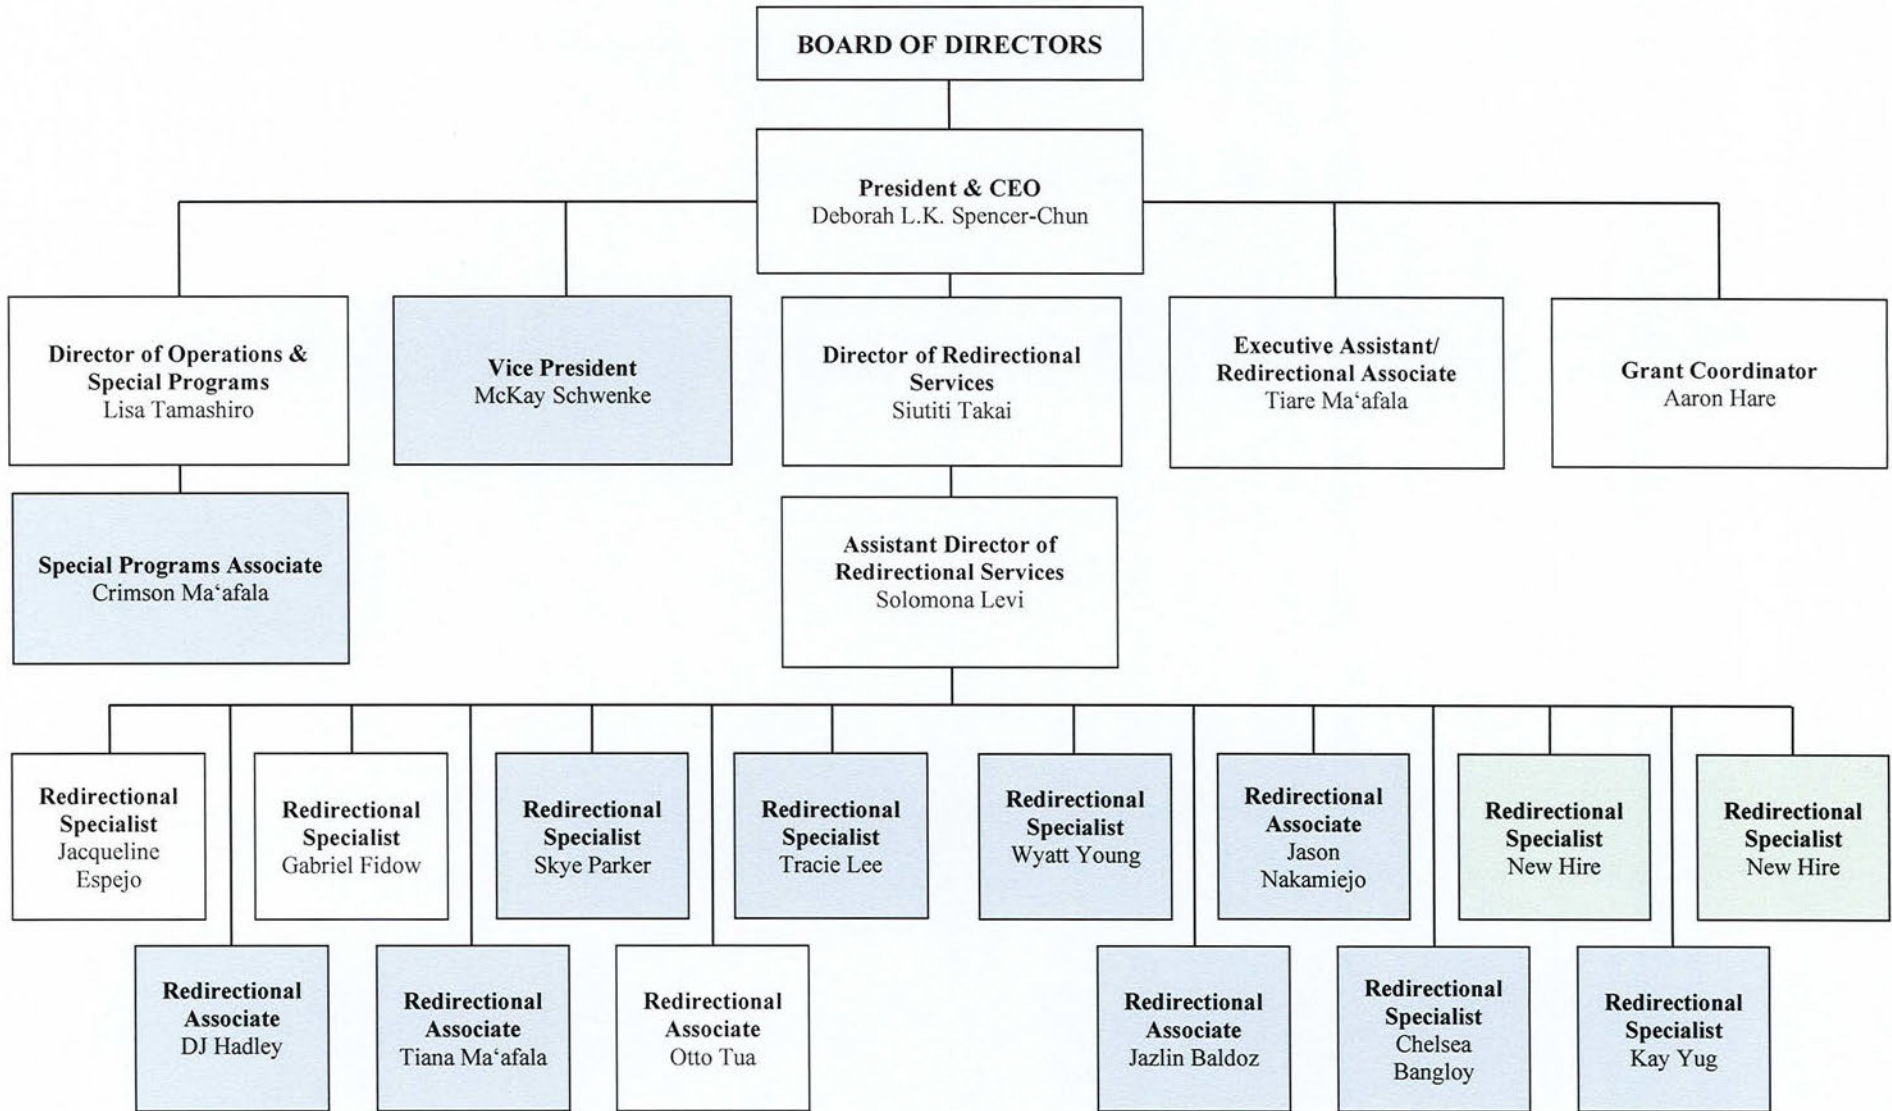 BOARD OF DIRECTORS
President & CEO
Deborah L.K. Spencer-Chun
Director of Operations &
Special Programs
Lisa Tamashiro
Vice President
McKay Schwenke
Director of Redirectional
Services
Siutiti Takai
Executive Assistant/
Redirectional Associate
Tiare Ma‘afala
Grant Coordinator
Aaron Hare
Special Programs Associate
Crimson Ma‘afala
Assistant Director of
Redirectional Services
Solomona Levi
Redirectional
Specialist
Jacqueline
Espejo
Redirectional
Specialist
Gabriel Fidow
Redirectional
Specialist
Skye Parker
Redirectional
Specialist
Tracie Lee
Redirectional
Specialist
Wyatt Young
Redirectional
Associate
Jason
Nakamiejo
Redirectional
Specialist
New Hire
Redirectional
Specialist
New Hire
Redirectional
Associate
DJ Hadley
Redirectional
Associate
Tiana Ma‘afala
Redirectional
Associate
Otto Tua
Redirectional
Associate
Jazlin Baldoz
Redirectional
Specialist
Chelsea
Bangloy
Redirectional
Specialist
Kay Yug